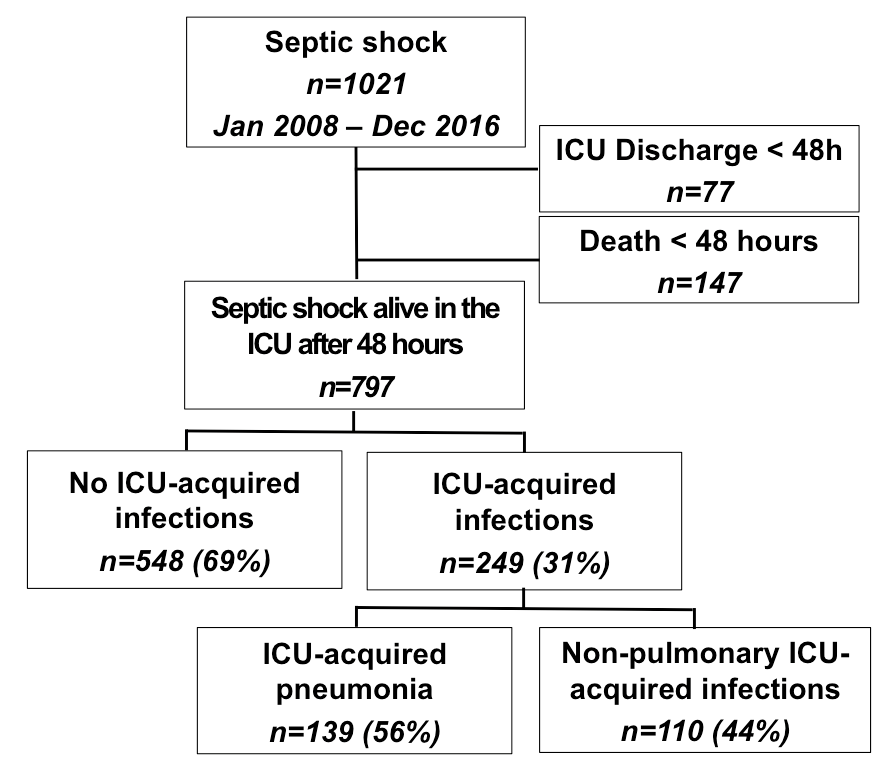 Septic shock
n=1021
Jan 2008 – Dec 2016
ICU Discharge < 48h
n=77
Death < 48 hours
n=147
Septic shock alive in the
ICU after 48 hours
n=797
No ICU-acquired
infections
n=548 (69%)
ICU-acquired
infections
n=249 (31%)
ICU-acquired
pneumonia
n=139 (56%)
Non-pulmonary ICU-
acquired infections
n=110 (44%)